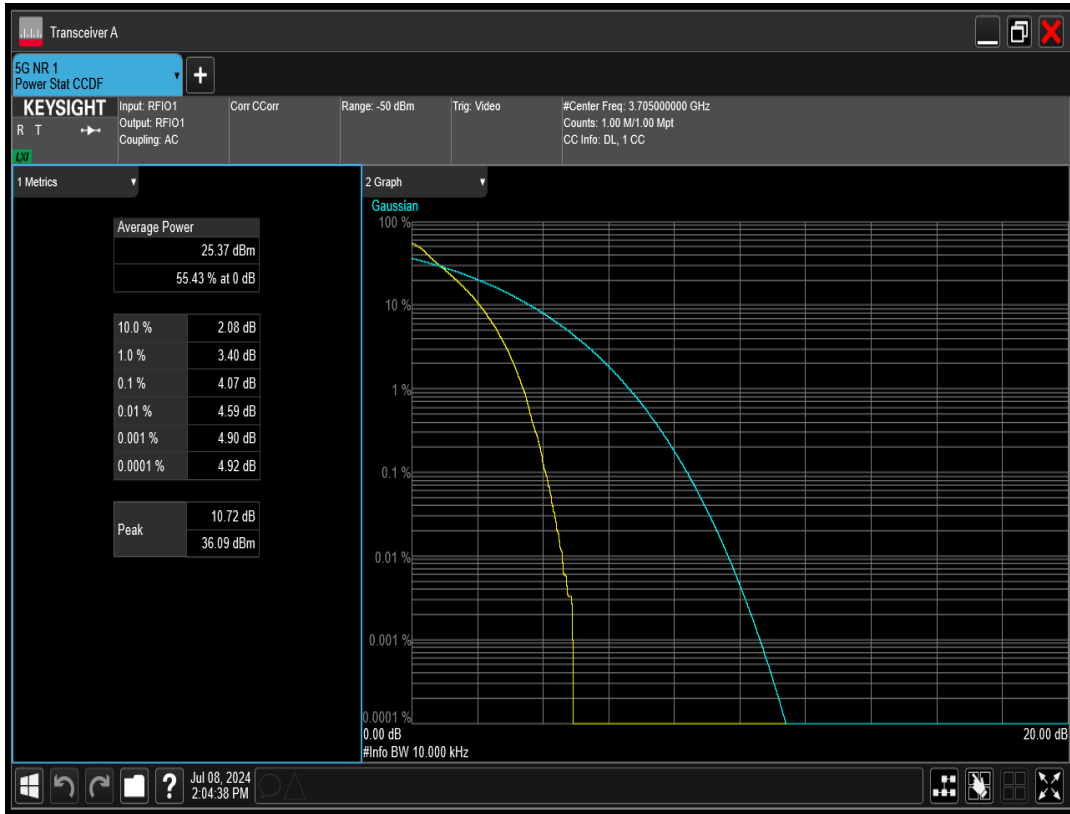 Transceiver A
5G NR 1
Power Stat CCDF
+
KEYSIGHT
R T
LXI
Input: RFIO1
Output: RFIO1
Coupling: AC
Corr CCorr
Range: -50 dBm
Trig: Video
#Center Freq: 3.705000000 GHz
Counts: 1.00 M/1.00 Mpt
CC Info: DL, 1 CC
1 Metrics
Average Power
25.37 dBm
55.43 % at 0 dB
10.0 % 2.08 dB
1.0 % 3.40 dB
0.1 % 4.07 dB
0.01 % 4.59 dB
0.001 % 4.90 dB
0.0001 % 4.92 dB
Peak
10.72 dB
36.09 dBm
2 Graph
Gaussian
100 %
10 %
1 %
0.1 %
0.01 %
0.001 %
0.0001 %
0.00 dB 20.00 dB
#Info BW 10.000 kHz
?
Jul 08, 2024
2:04:38 PM